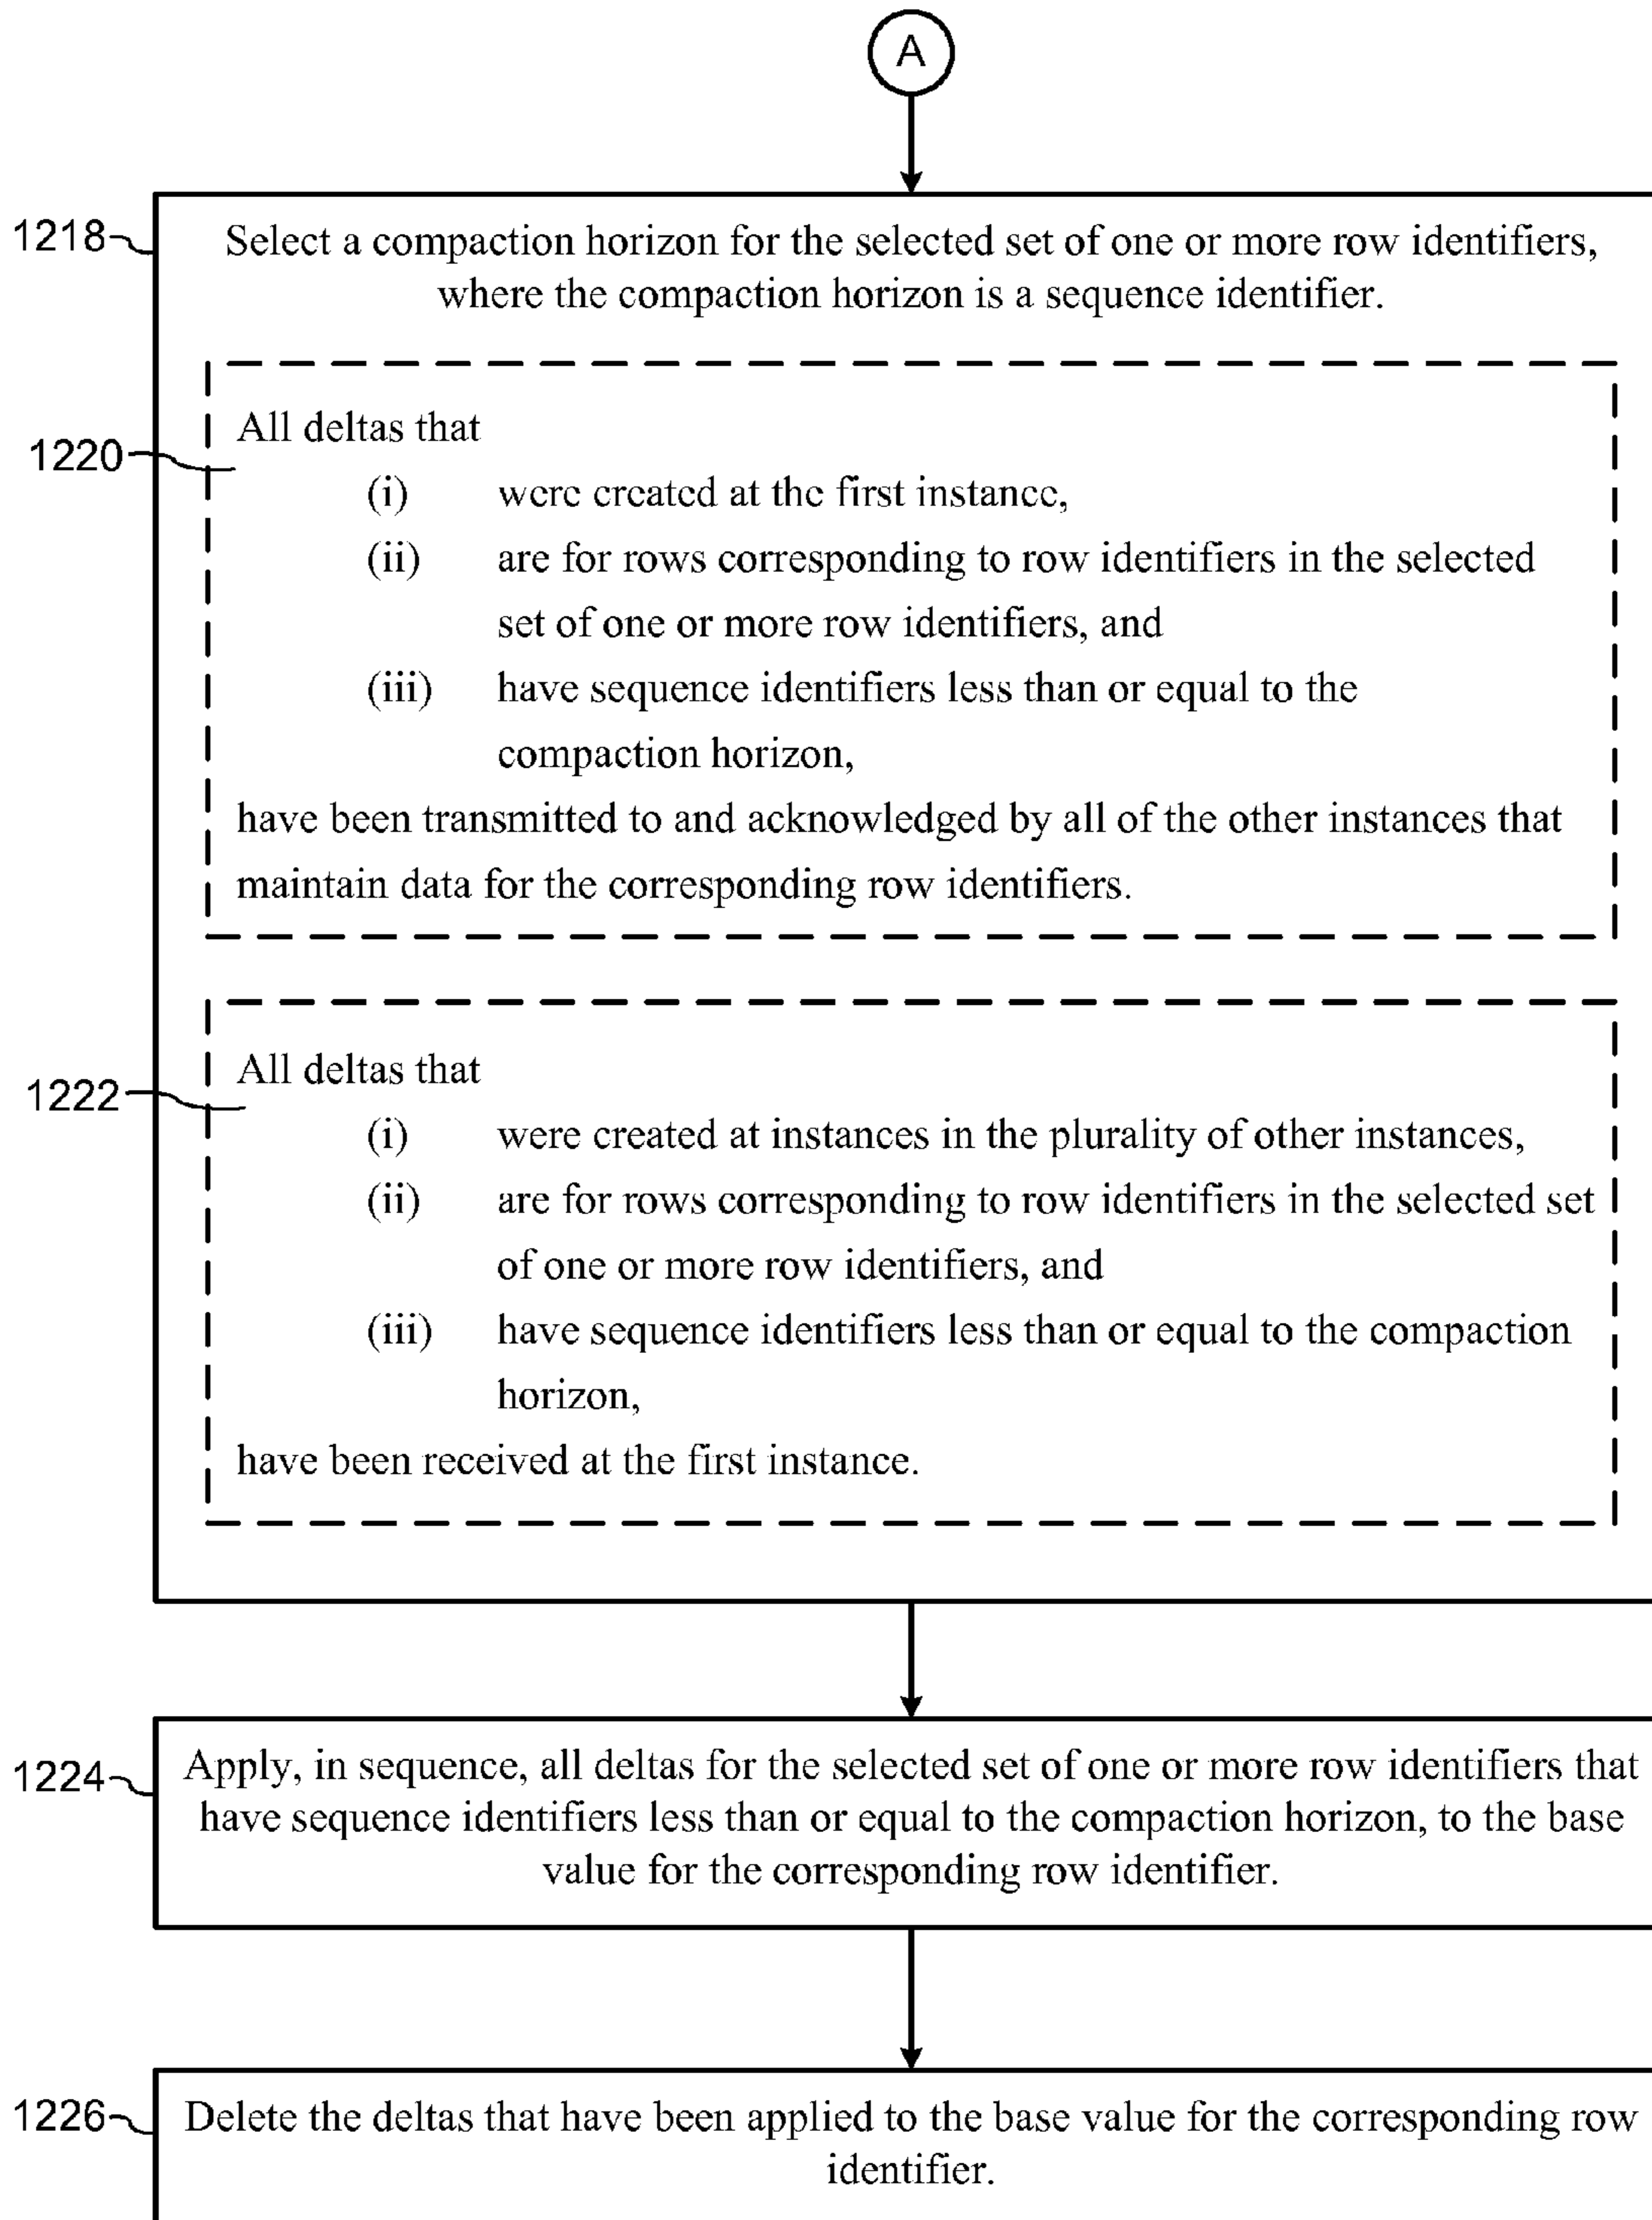 A
1218
Select a compaction horizon for the selected set of one or more row identifiers,
where the compaction horizon is a sequence identifier.
1220
All deltas that
(i) were created at the first instance,
(ii) are for rows corresponding to row identifiers in the selected
set of one or more row identifiers, and
(iii) have sequence identifiers less than or equal to the
compaction horizon,
have been transmitted to and acknowledged by all of the other instances that
maintain data for the corresponding row identifiers.
1222
All deltas that
(i) were created at instances in the plurality of other instances,
(ii) are for rows corresponding to row identifiers in the selected set
of one or more row identifiers, and
(iii) have sequence identifiers less than or equal to the compaction
horizon,
have been received at the first instance.
1224
Apply, in sequence, all deltas for the selected set of one or more row identifiers that
have sequence identifiers less than or equal to the compaction horizon, to the base
value for the corresponding row identifier.
1226
Delete the deltas that have been applied to the base value for the corresponding row
identifier.